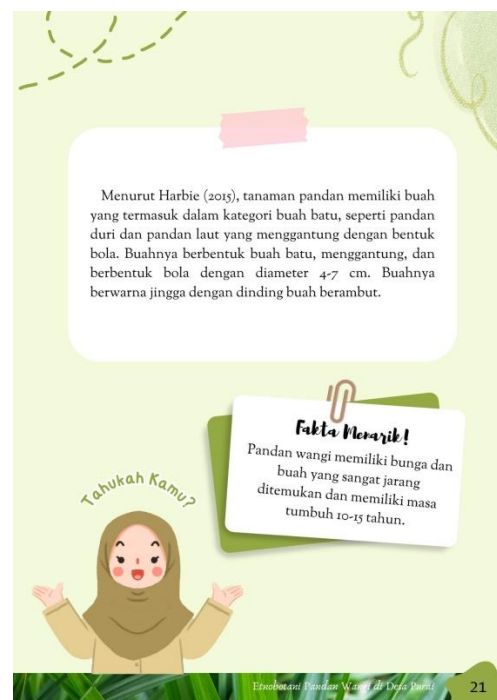 Menurut Harbie (2015), tanaman pandan memiliki buah
yang termasuk dalam kategori buah batu, seperti pandan
duri dan pandan laut yang menggantung dengan bentuk
bola. Buahnya berbentuk buah batu, menggantung, dan
berbentuk bola dengan diameter 4-7 cm. Buahnya
berwarna jingga dengan dinding buah berambut.
Fakta Menarik!
Pandan wangi memiliki bunga dan
buah yang sangat jarang
ditemukan dan memiliki masa
tumbuh 10-15 tahun.
Tahukah Kamu?
Etnobotani Pandan Wangi di Desa
21